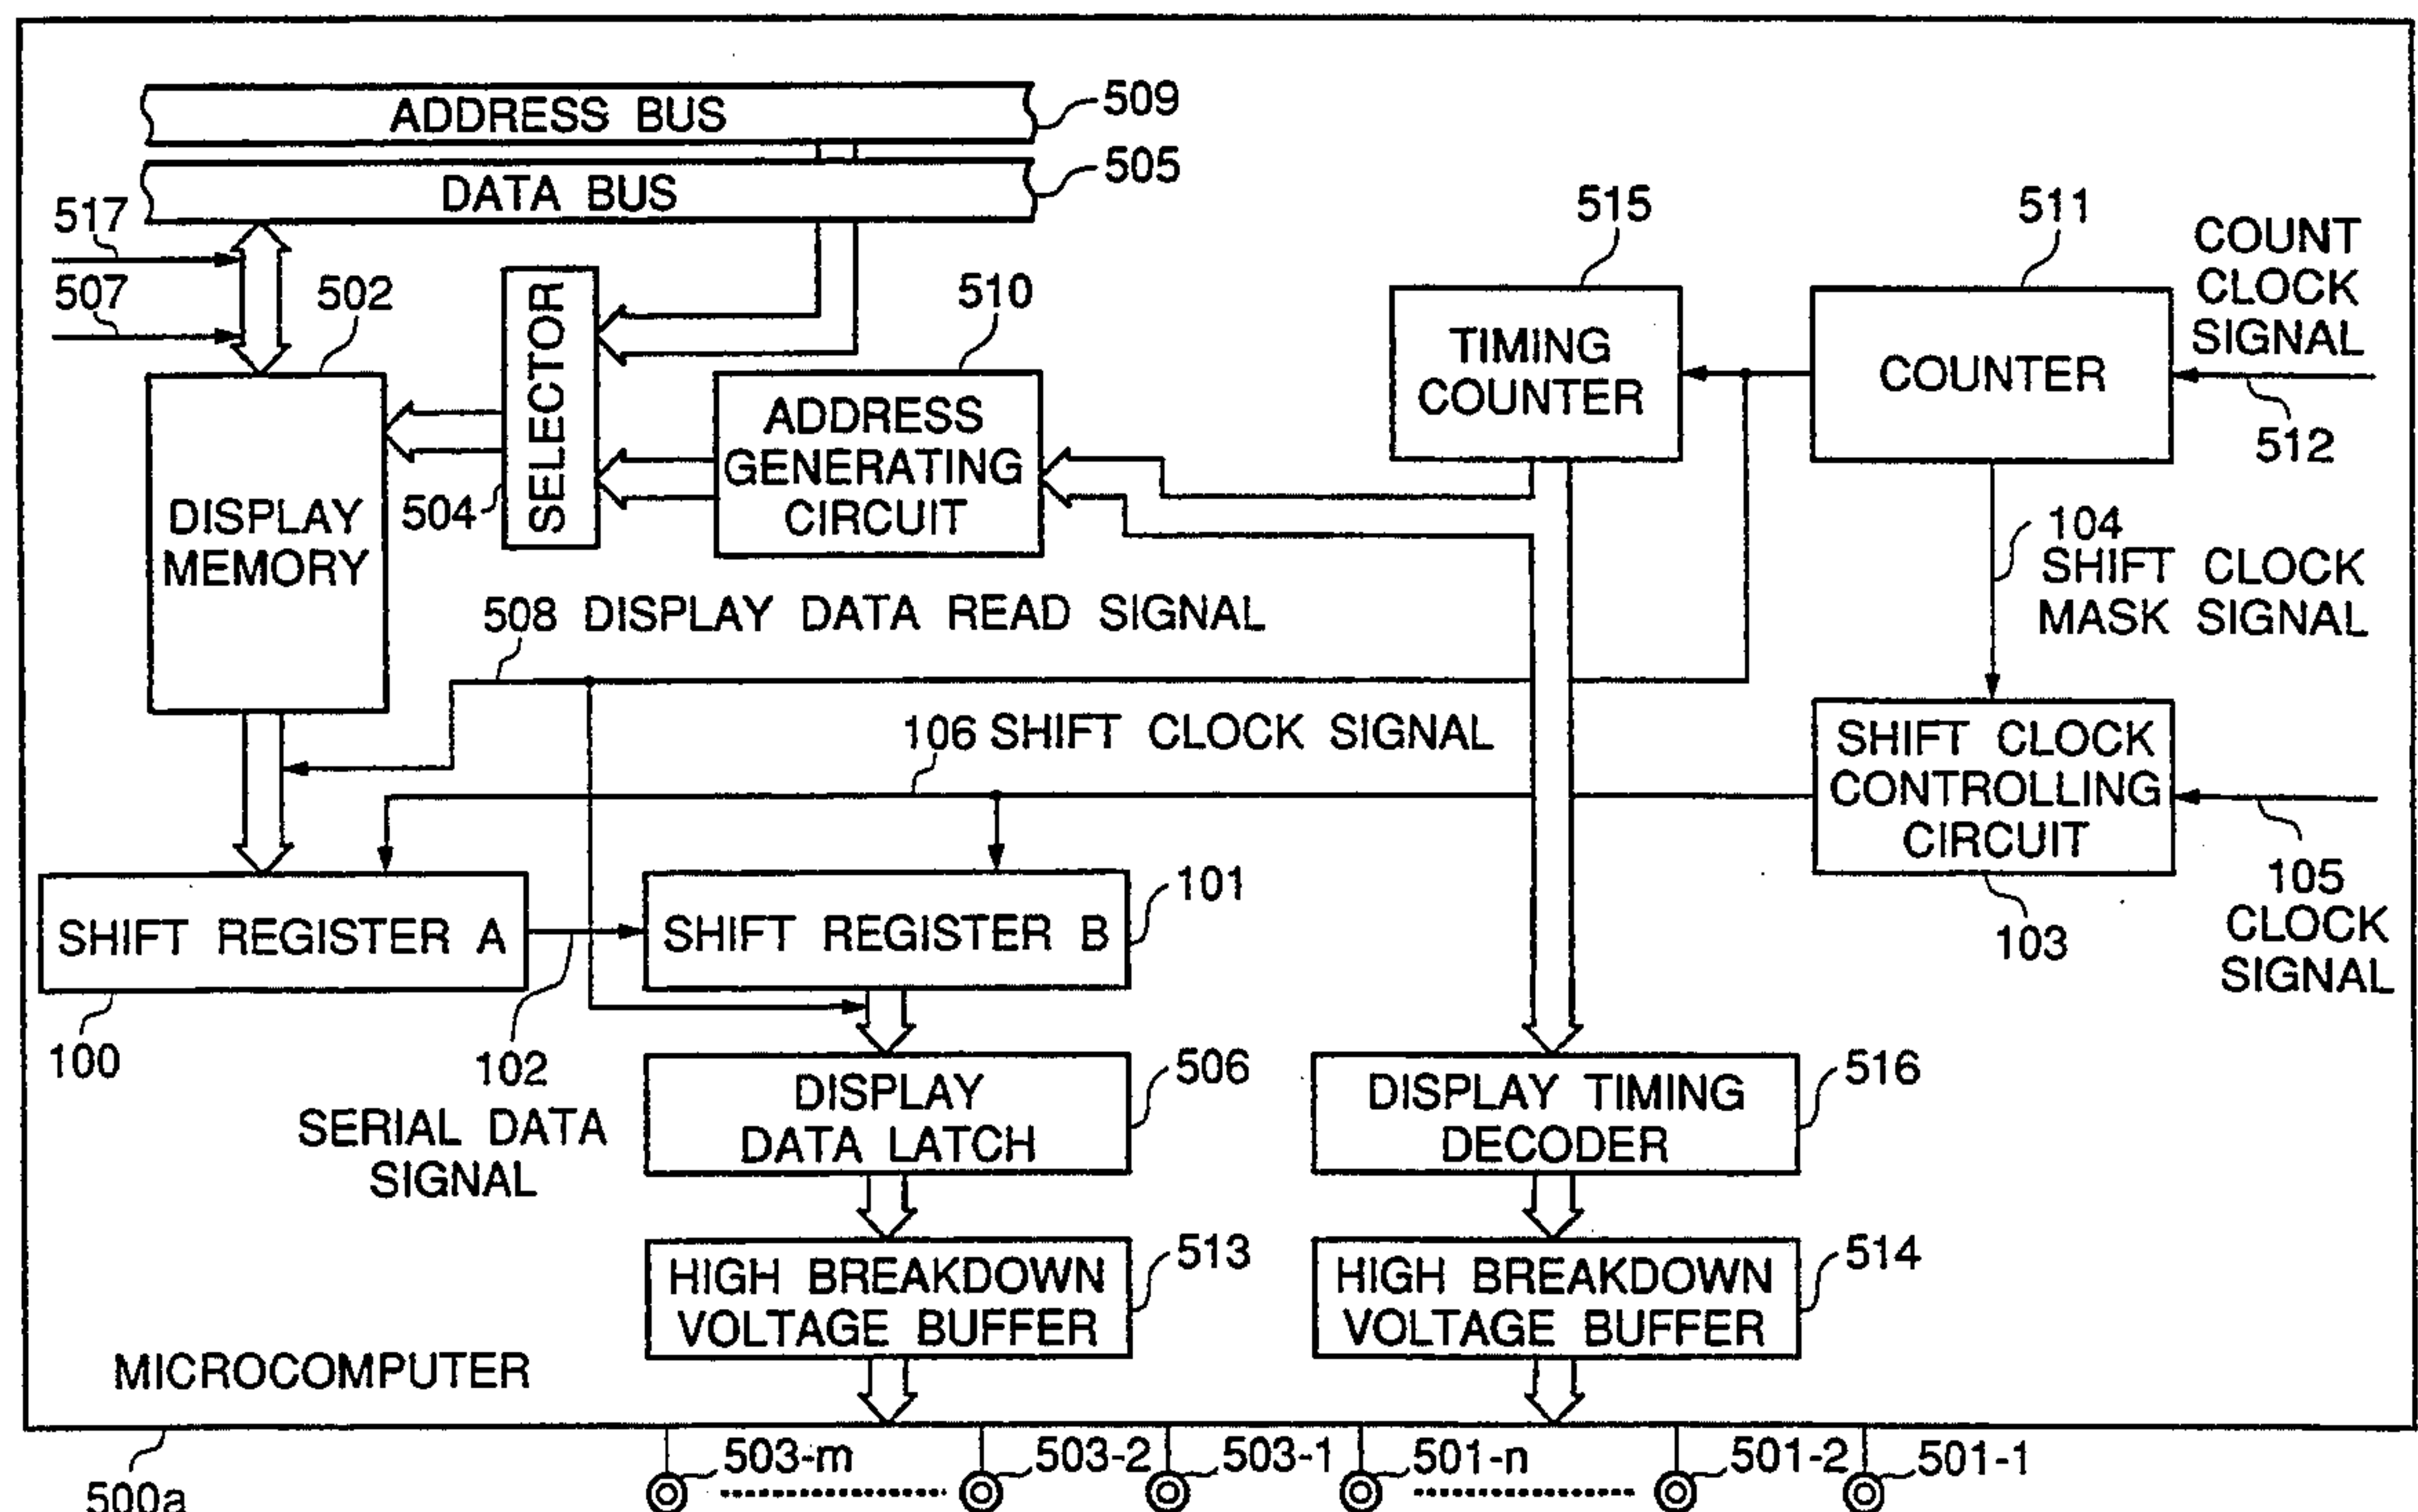 ADDRESS BUS
509
DATA BUS
505
517
507
502
SELECTOR
504
510
ADDRESS
GENERATING
CIRCUIT
515
TIMING
COUNTER
511
COUNTER
COUNT
CLOCK
SIGNAL
512
DISPLAY
MEMORY
104
SHIFT CLOCK
MASK SIGNAL
508 DISPLAY DATA READ SIGNAL
106 SHIFT CLOCK SIGNAL
SHIFT CLOCK
CONTROLLING
CIRCUIT
103
105
CLOCK
SIGNAL
SHIFT REGISTER A
100
102
SERIAL DATA
SIGNAL
SHIFT REGISTER B
101
DISPLAY
DATA LATCH
506
DISPLAY TIMING
DECODER
516
HIGH BREAKDOWN
VOLTAGE BUFFER
513
HIGH BREAKDOWN
VOLTAGE BUFFER
514
MICROCOMPUTER
500a
503-m
503-2
503-1
501-n
501-2
501-1